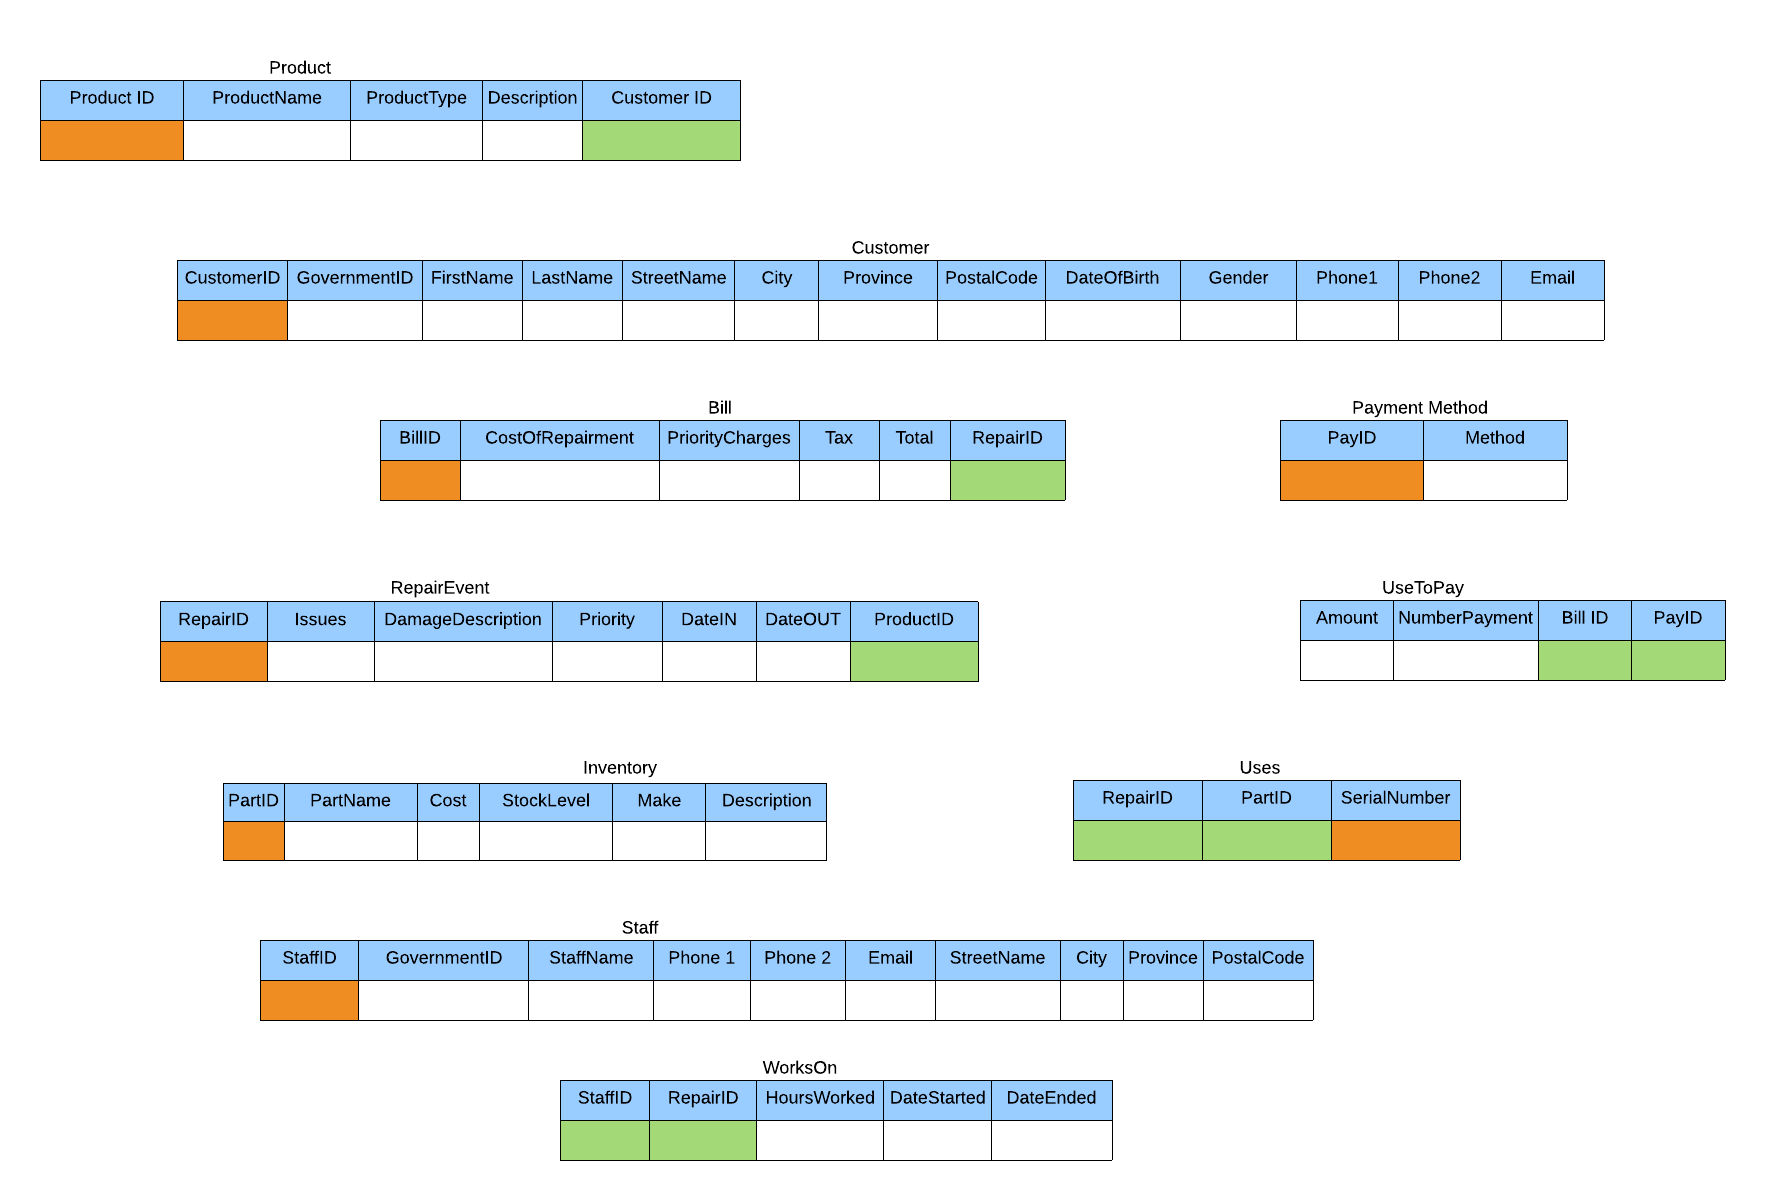 Product
Product ID ProductName ProductType Description Customer ID
Customer
CustomerID GovernmentID FirstName LastName StreetName City Province PostalCode DateOfBirth Gender Phone1 Phone2 Email
Bill
BillID CostOfRepairment PriorityCharges Tax Total RepairID
Payment Method
PayID Method
RepairEvent
RepairID Issues DamageDescription Priority DateIN DateOUT ProductID
UseToPay
Amount NumberPayment Bill ID PayID
Inventory
PartID PartName Cost StockLevel Make Description
Uses
RepairID PartID SerialNumber
Staff
StaffID GovernmentID StaffName Phone 1 Phone 2 Email StreetName City Province PostalCode
WorksOn
StaffID RepairID HoursWorked DateStarted DateEnded